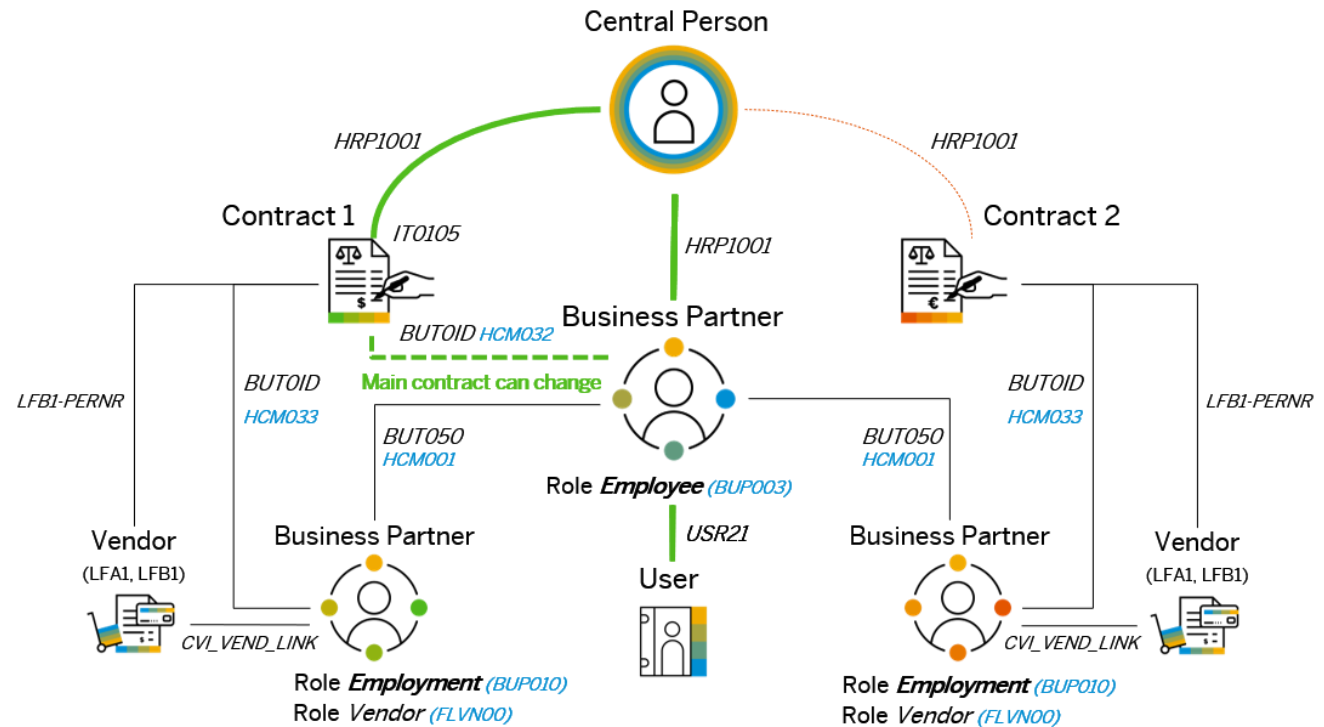 Central Person
HRP1001
HRP1001
Contract 1
Contract 2
IT0105
HRP1001
$
€
Business Partner
BUT0ID HCM032
Main contract can change
BUT0ID
HCM033
BUT0ID
HCM033
LFB1-PERNR
LFB1-PERNR
BUT050
HCM001
BUT050
HCM001
Role Employee (BUP003)
Vendor
(LFA1, LFB1)
Business Partner
USR21
User
Business Partner
Vendor
(LFA1, LFB1)
$
$
CVI_VEND_LINK
CVI_VEND_LINK
Role Employment (BUP010)
Role Vendor (FLVN00)
Role Employment (BUP010)
Role Vendor (FLVN00)